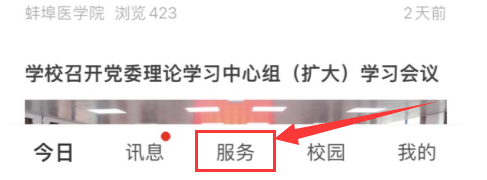 蚌埠医学院 浏览 423 2 天前
学校召开党委理论学习中心组（扩大）学习会议
今日 讯息 服务 校园 我的